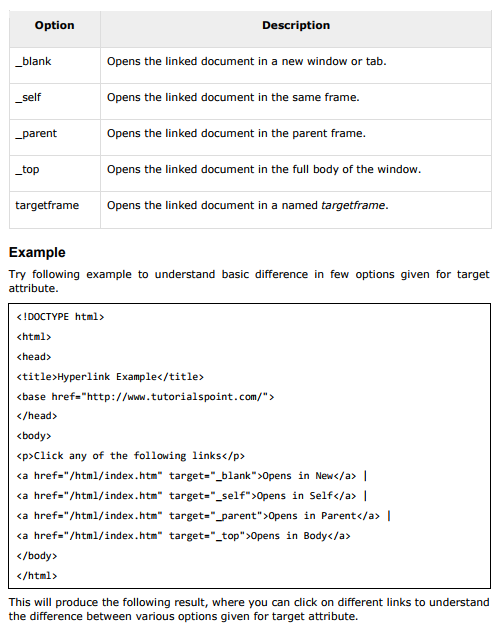 Option Description
_blank Opens the linked document in a new window or tab.
_self Opens the linked document in the same frame.
_parent Opens the linked document in the parent frame.
_top Opens the linked document in the full body of the window.
targetframe Opens the linked document in a named targetframe.
Example
Try following example to understand basic difference in few options given for target
attribute.
<!DOCTYPE html>
<html>
<head>
<title>Hyperlink Example</title>
<base href="http://www.tutorialspoint.com/">
</head>
<body>
<p>Click any of the following links</p>
<a href="/html/index.htm" target="_blank">Opens in New</a> |
<a href="/html/index.htm" target="_self">Opens in Self</a> |
<a href="/html/index.htm" target="_parent">Opens in Parent</a> |
<a href="/html/index.htm" target="_top">Opens in Body</a>
</body>
</html>
This will produce the following result, where you can click on different links to understand
the difference between various options given for target attribute.